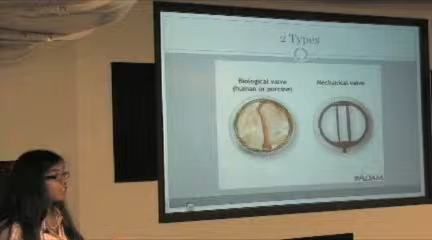 2 Types
Biological valve
(human or porcine)
Mechanical valve
ADAM